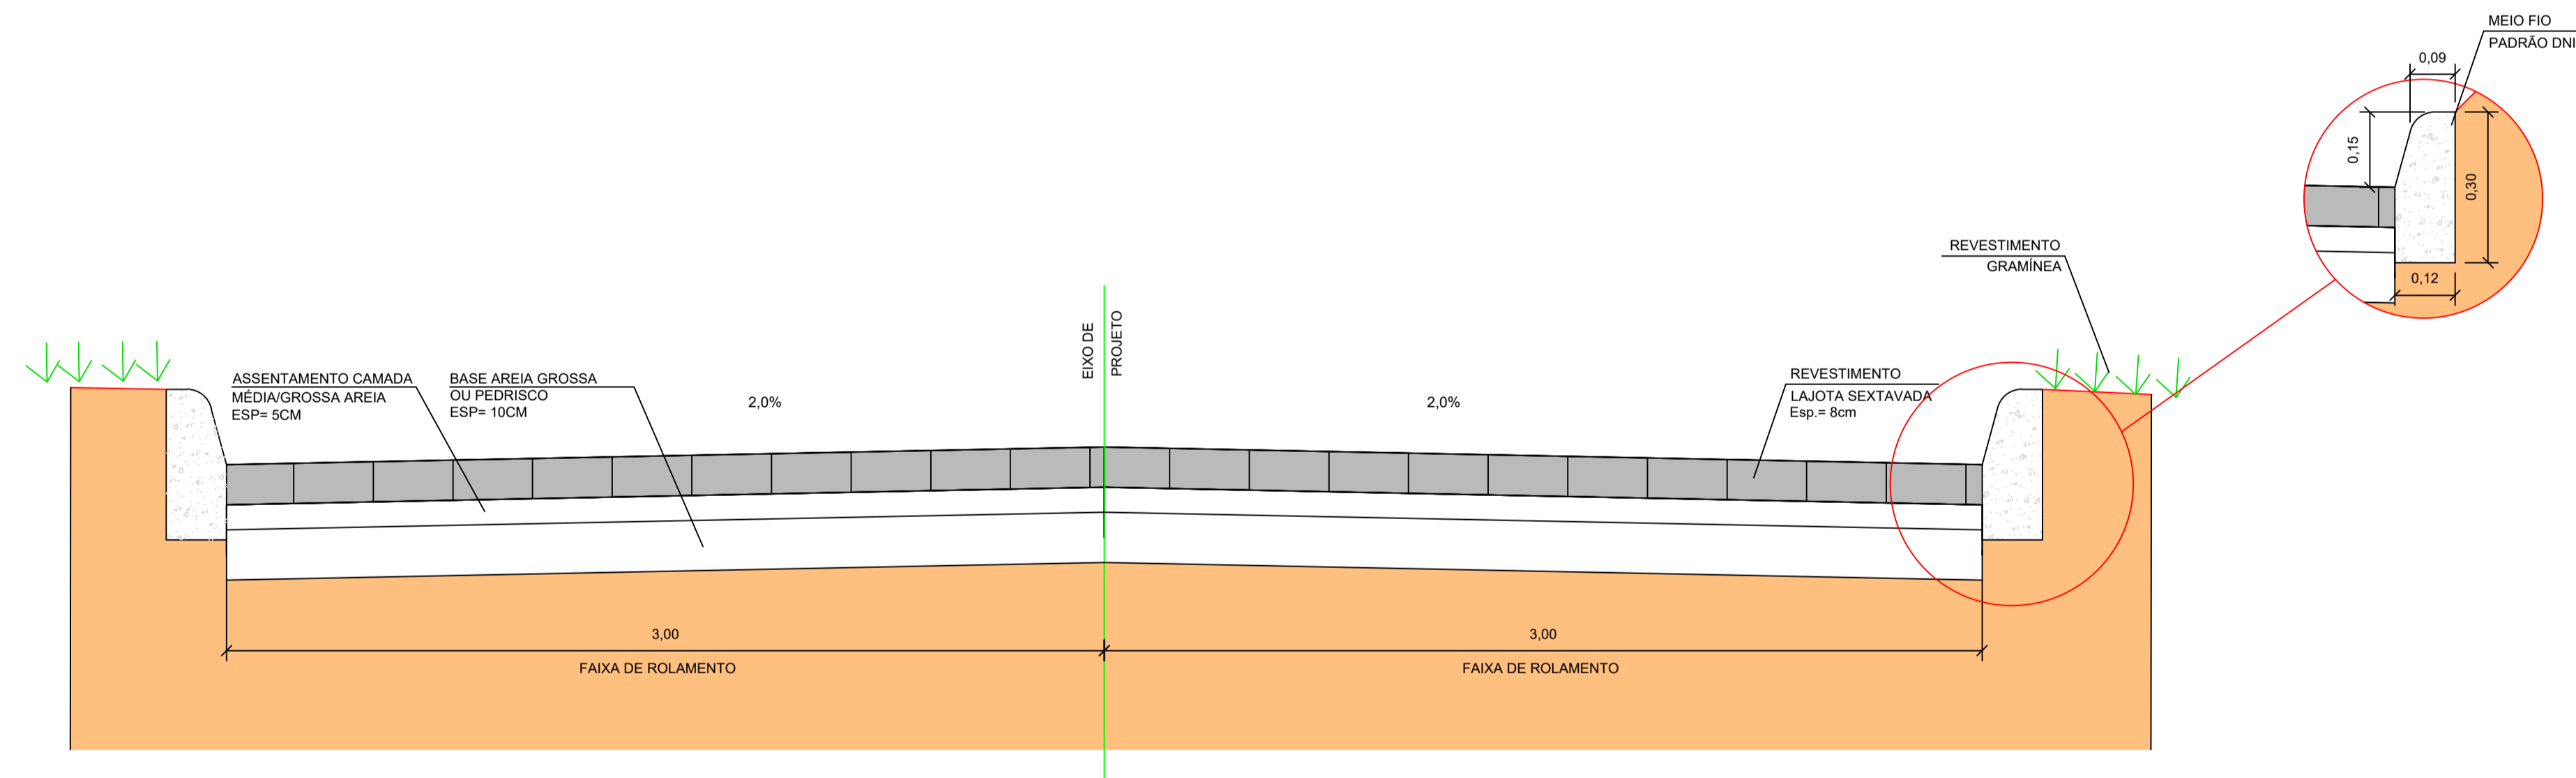 MEIO FIO
PADRÃO DNI
0,09
0,15
0,30
0,12
REVESTIMENTO
GRAMÍNEA
EIXO DE
PROJETO
ASSENTAMENTO CAMADA
MÉDIA/GROSSA AREIA
ESP= 5CM
BASE AREIA GROSSA
OU PEDRISCO
ESP= 10CM
2,0%
2,0%
REVESTIMENTO
LAJOTA SEXTAVADA
Esp.= 8cm
3,00
3,00
FAIXA DE ROLAMENTO
FAIXA DE ROLAMENTO